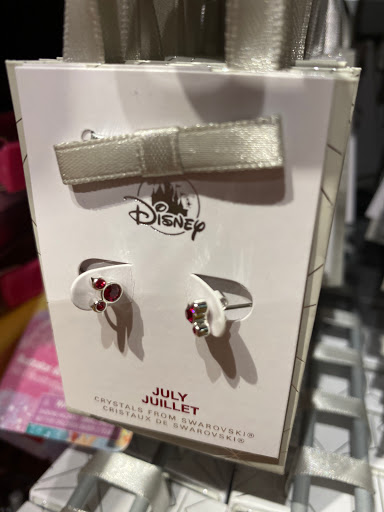 Disney
JULY
JUILLET
CRYSTALS FROM SWAROVSKI®
CRISTAUX DE SWAROVSKI®